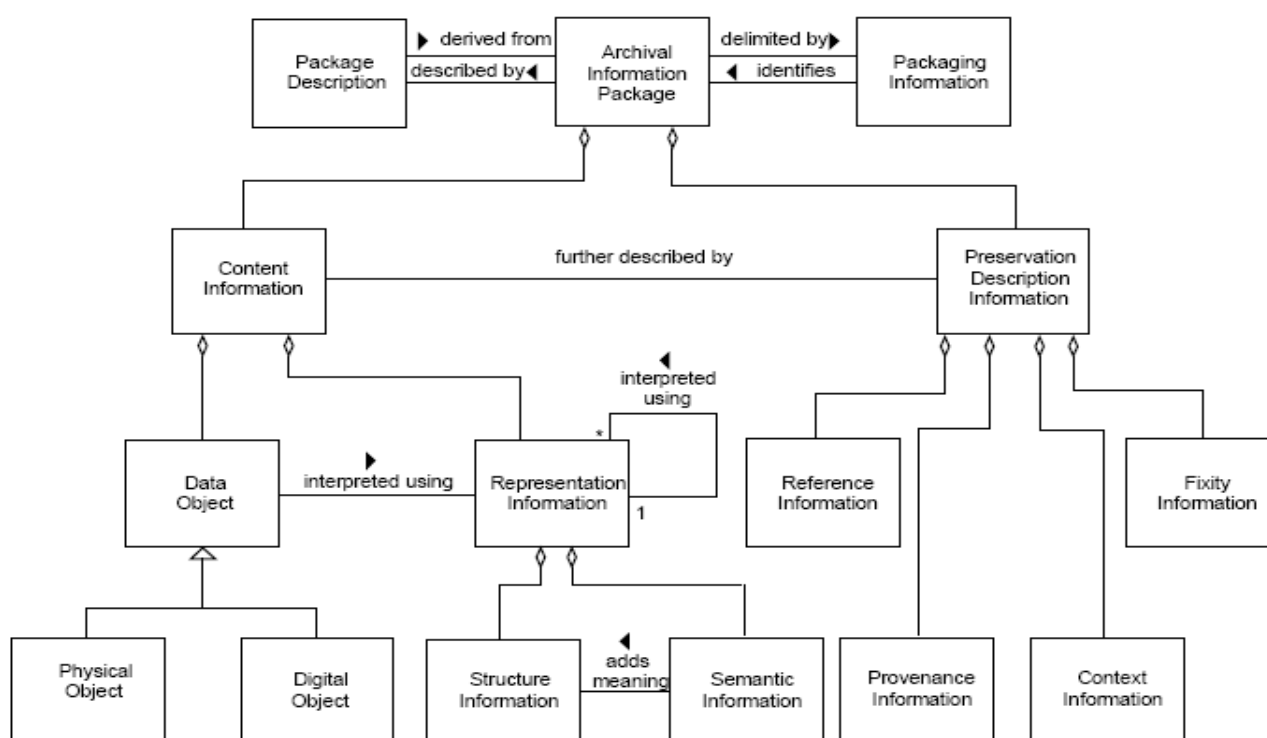 Package
Description
▶ derived from
described by◀
Archival
Information
Package
delimited by▶
◀ identifies
Packaging
Information
Content
Information
further described by
Preservation
Description
Information
◀
interpreted
using
*
1
Data
Object
▶
interpreted using
Representation
Information
Reference
Information
Fixity
Information
Physical
Object
Digital
Object
Structure
Information
◀
adds
meaning
Semantic
Information
Provenance
Information
Context
Information